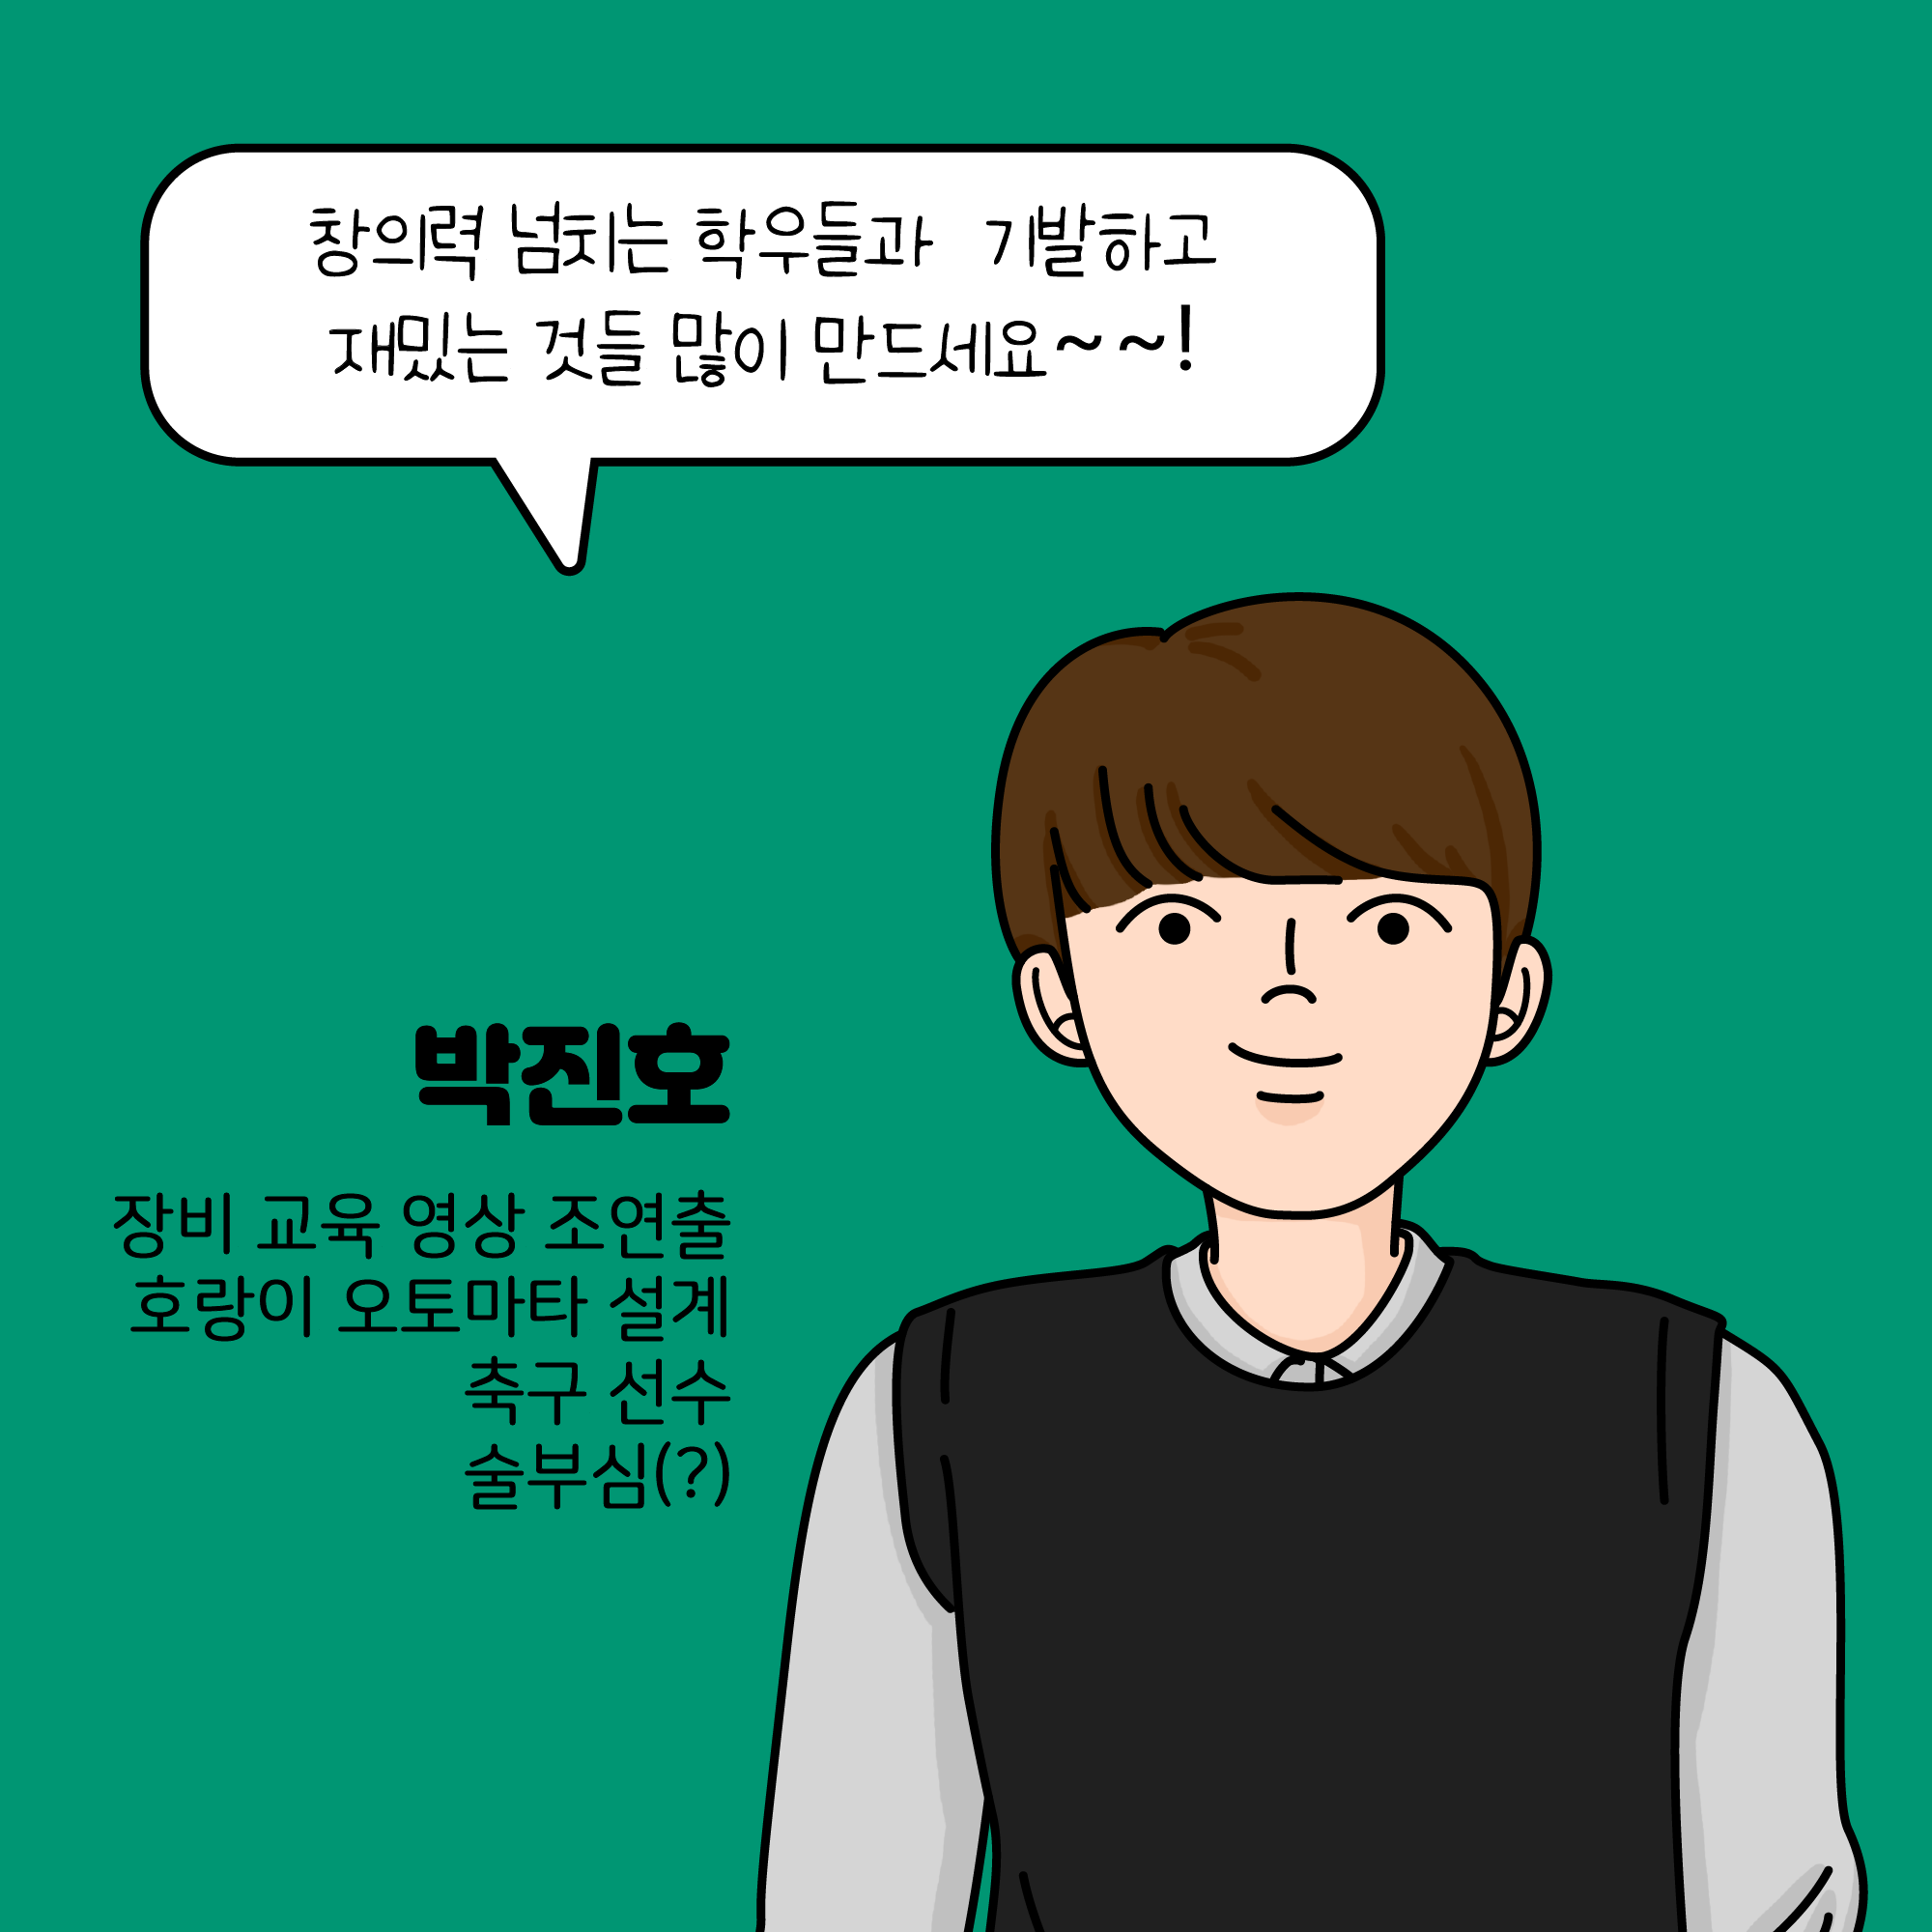 창의력 넘치는 학우들과 기발하고
재밌는 것들 많이 만드세요~~!
박진호
장비 교육 영상 조연출
호랑이 오토마타 설계
축구 선수
술부심(?)